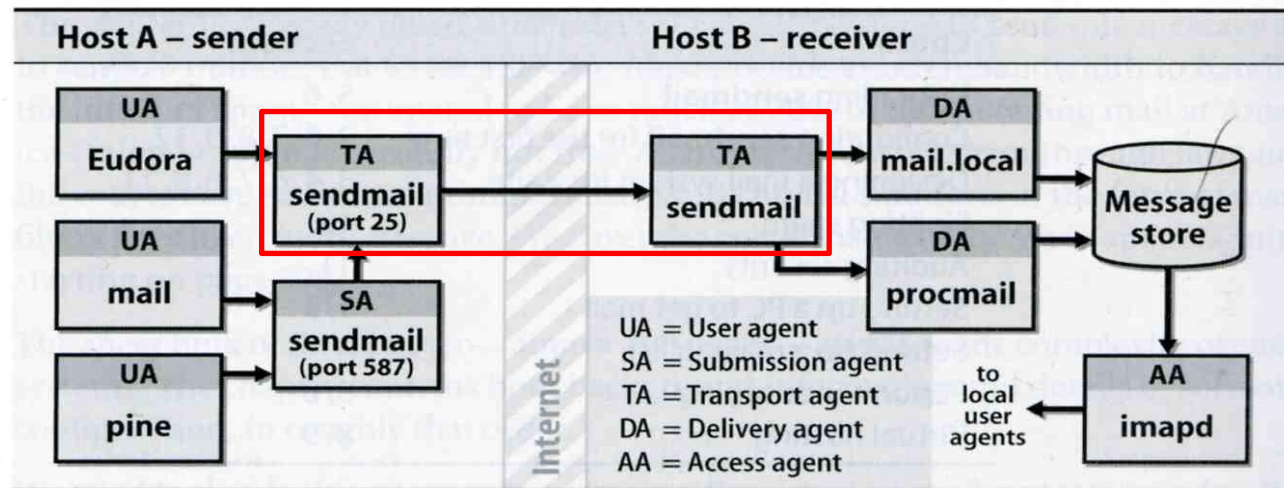 Host A – sender
Host B – receiver
UA
Eudora
UA
mail
UA
pine
TA
sendmail
(port 25)
SA
sendmail
(port 587)
Internet
TA
sendmail
DA
mail.local
DA
procmail
Message
store
AA
imapd
to
local
user
agents
UA = User agent
SA = Submission agent
TA = Transport agent
DA = Delivery agent
AA = Access agent